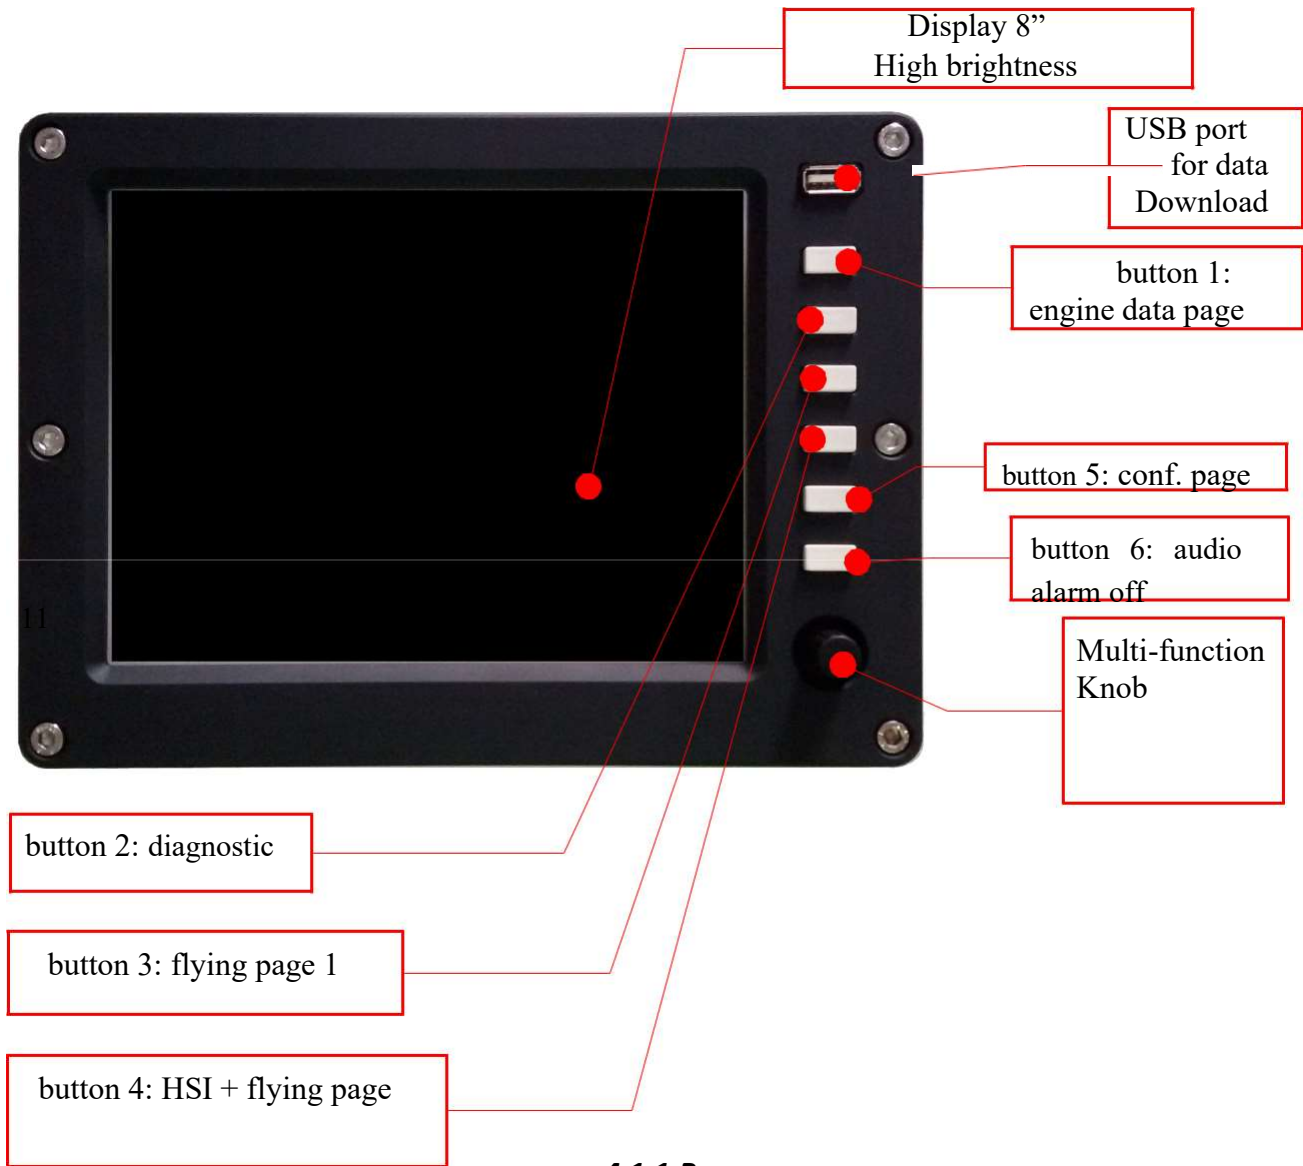 Display 8”
High brightness
USB port
for data
Download
button 1:
engine data page
button 5: conf. page
button 6: audio
alarm off
11
Multi-function
Knob
button 2: diagnostic
button 3: flying page 1
button 4: HSI + flying page